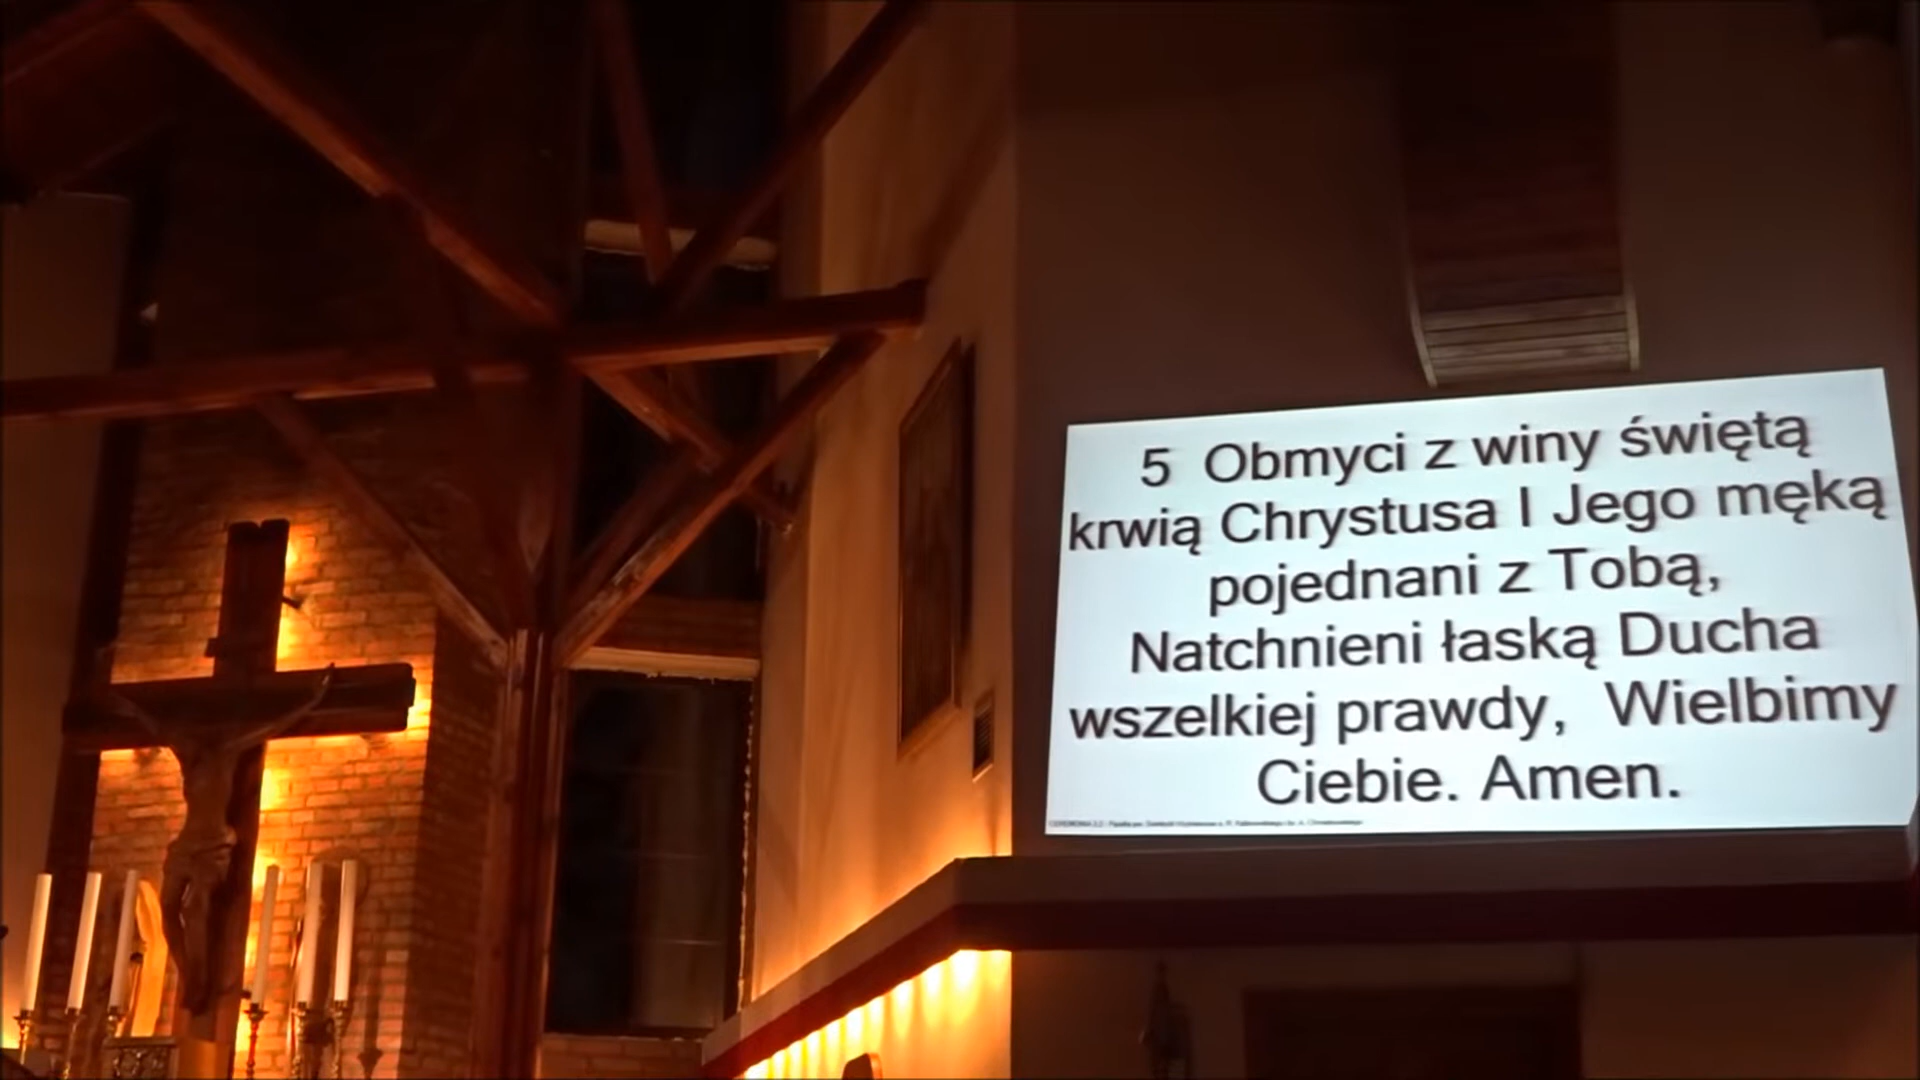 5 Obmyci z winy świętą
krwią Chrystusa I Jego męką
pojednani z Tobą,
Natchnieni łaską Ducha
wszelkiej prawdy, Wielbimy
Ciebie. Amen.